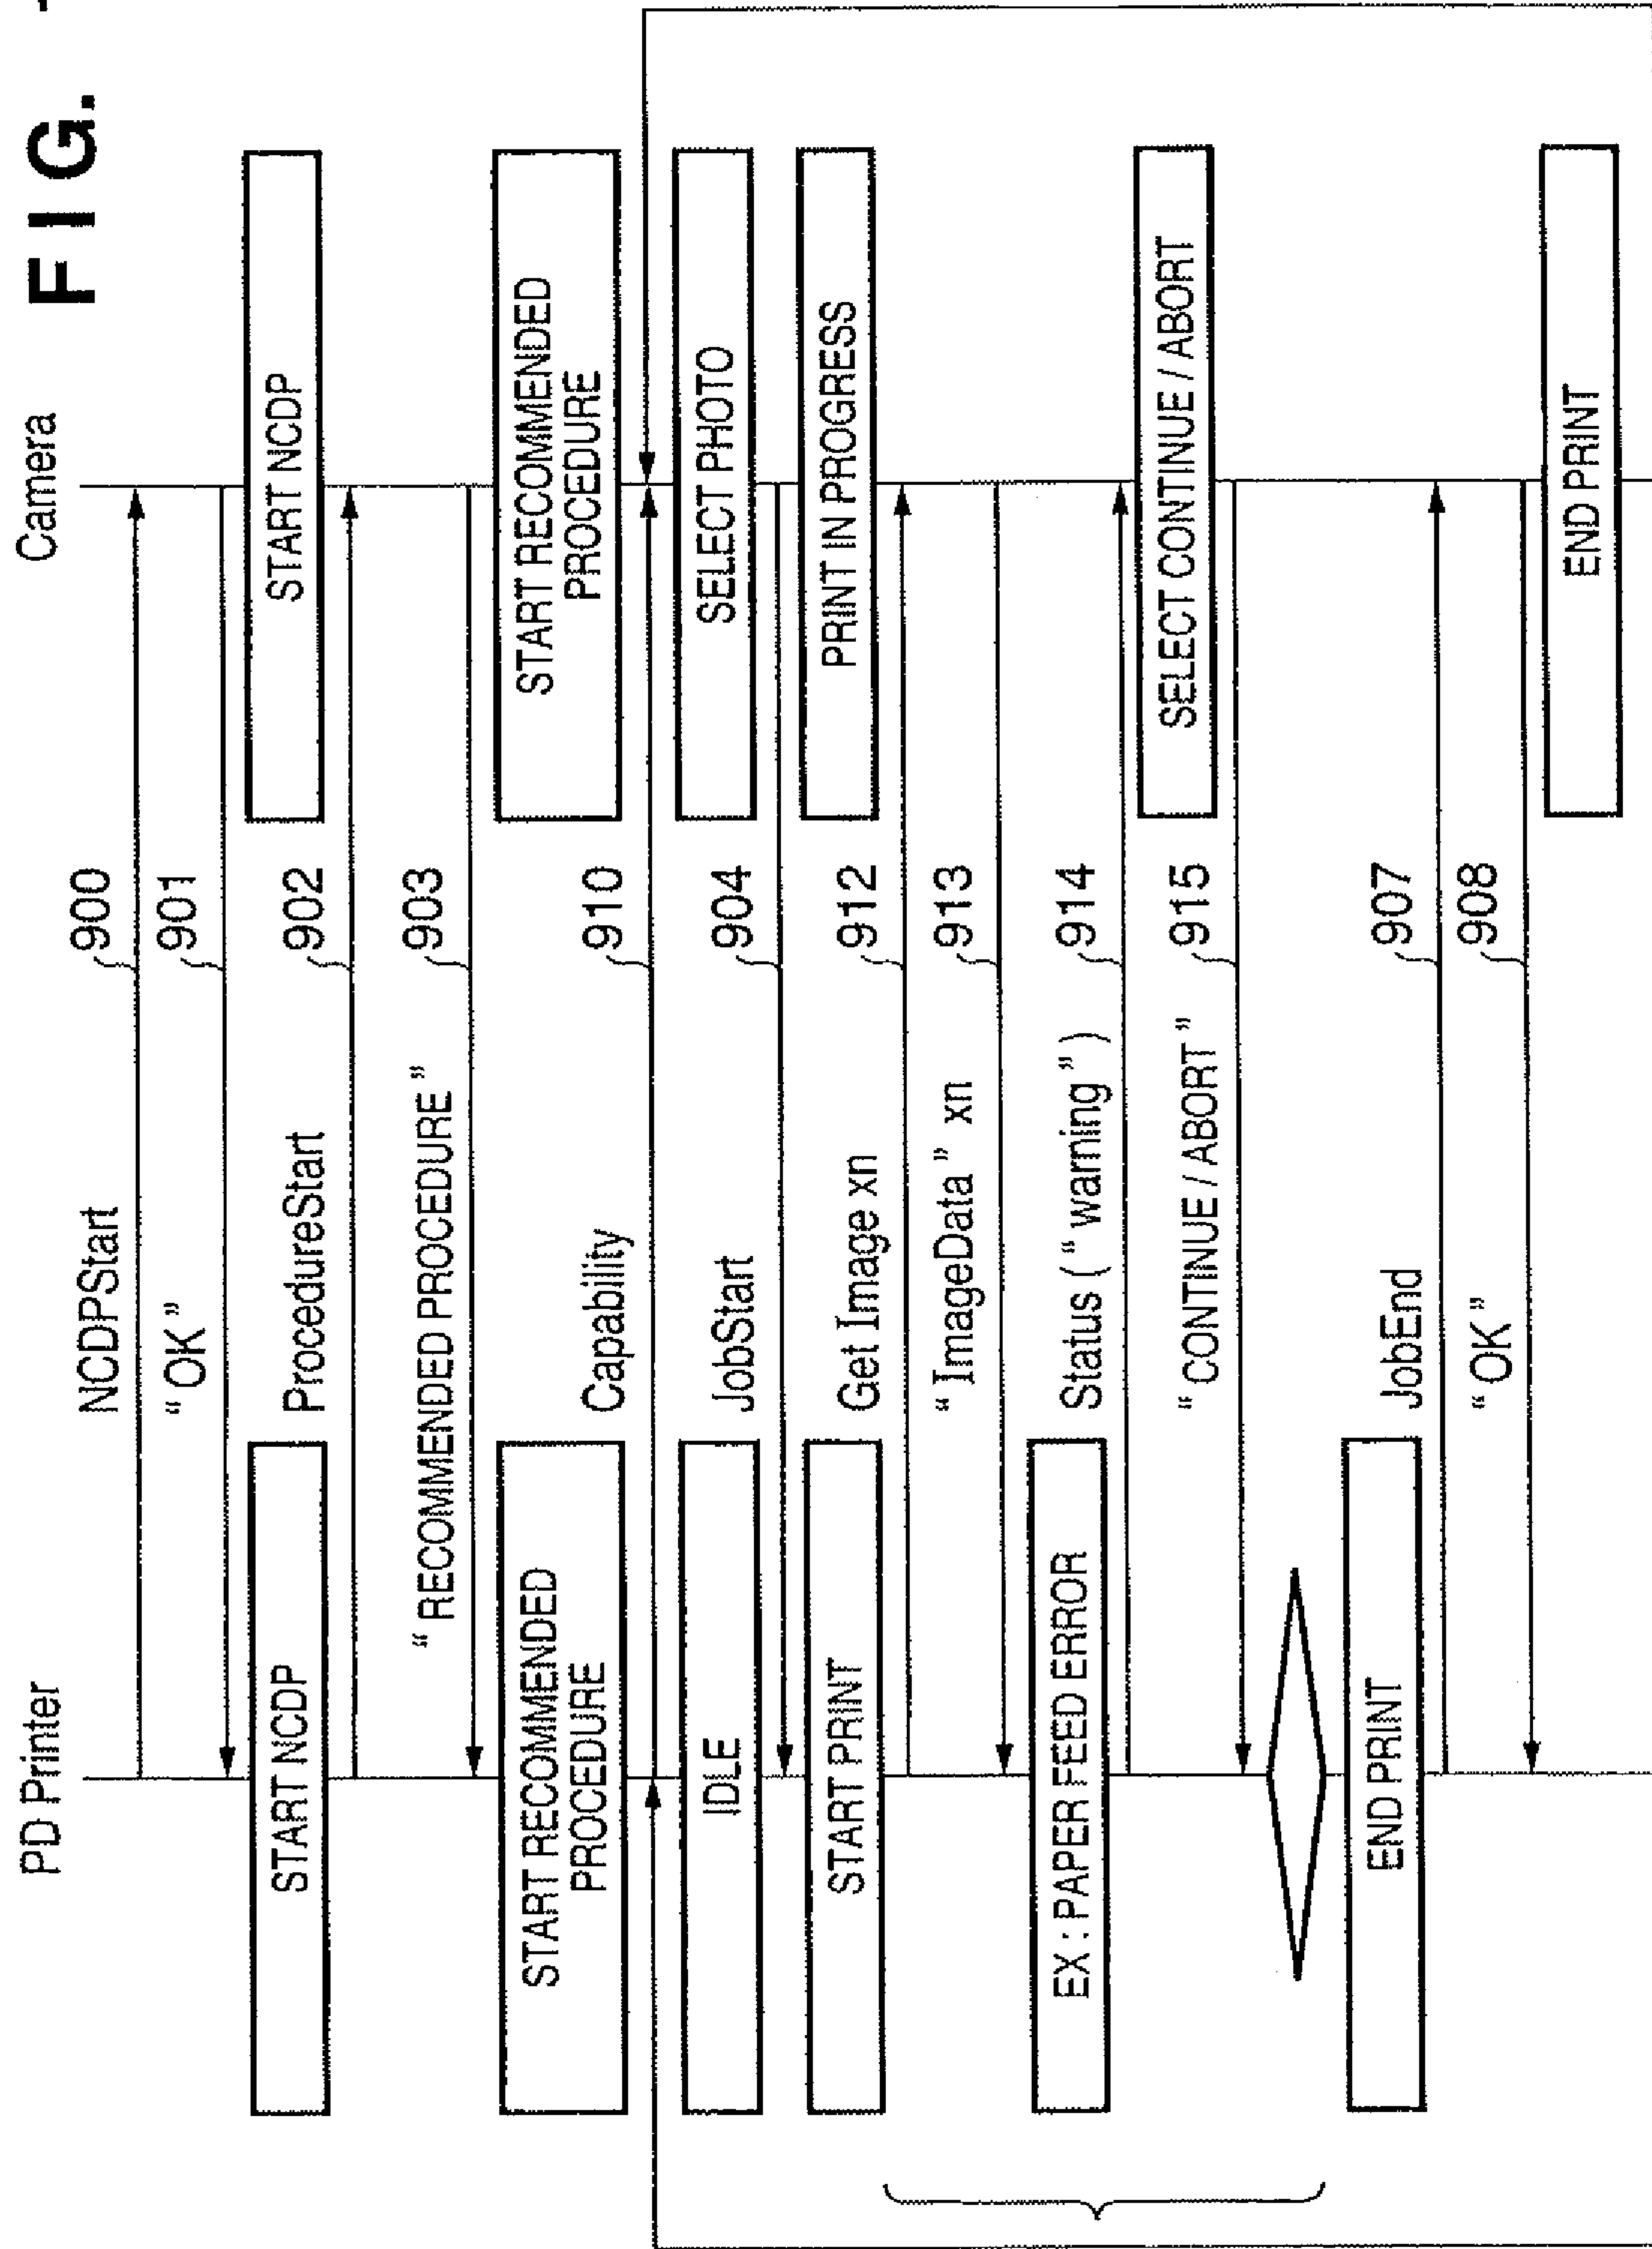 FIG.
PD Printer
Camera
NCDPStart
900
“ OK ”
901
START NCDP
START NCDP
ProcedureStart
902
“ RECOMMENDED PROCEDURE ”
903
START RECOMMENDED
PROCEDURE
START RECOMMENDED
PROCEDURE
Capability
910
IDLE
SELECT PHOTO
JobStart
904
START PRINT
PRINT IN PROGRESS
Get Image xn
912
“ ImageData ” xn
913
EX : PAPER FEED ERROR
Status ( “ warning ” )
914
SELECT CONTINUE / ABORT
“ CONTINUE / ABORT ”
915
END PRINT
JobEnd
907
“ OK ”
908
END PRINT